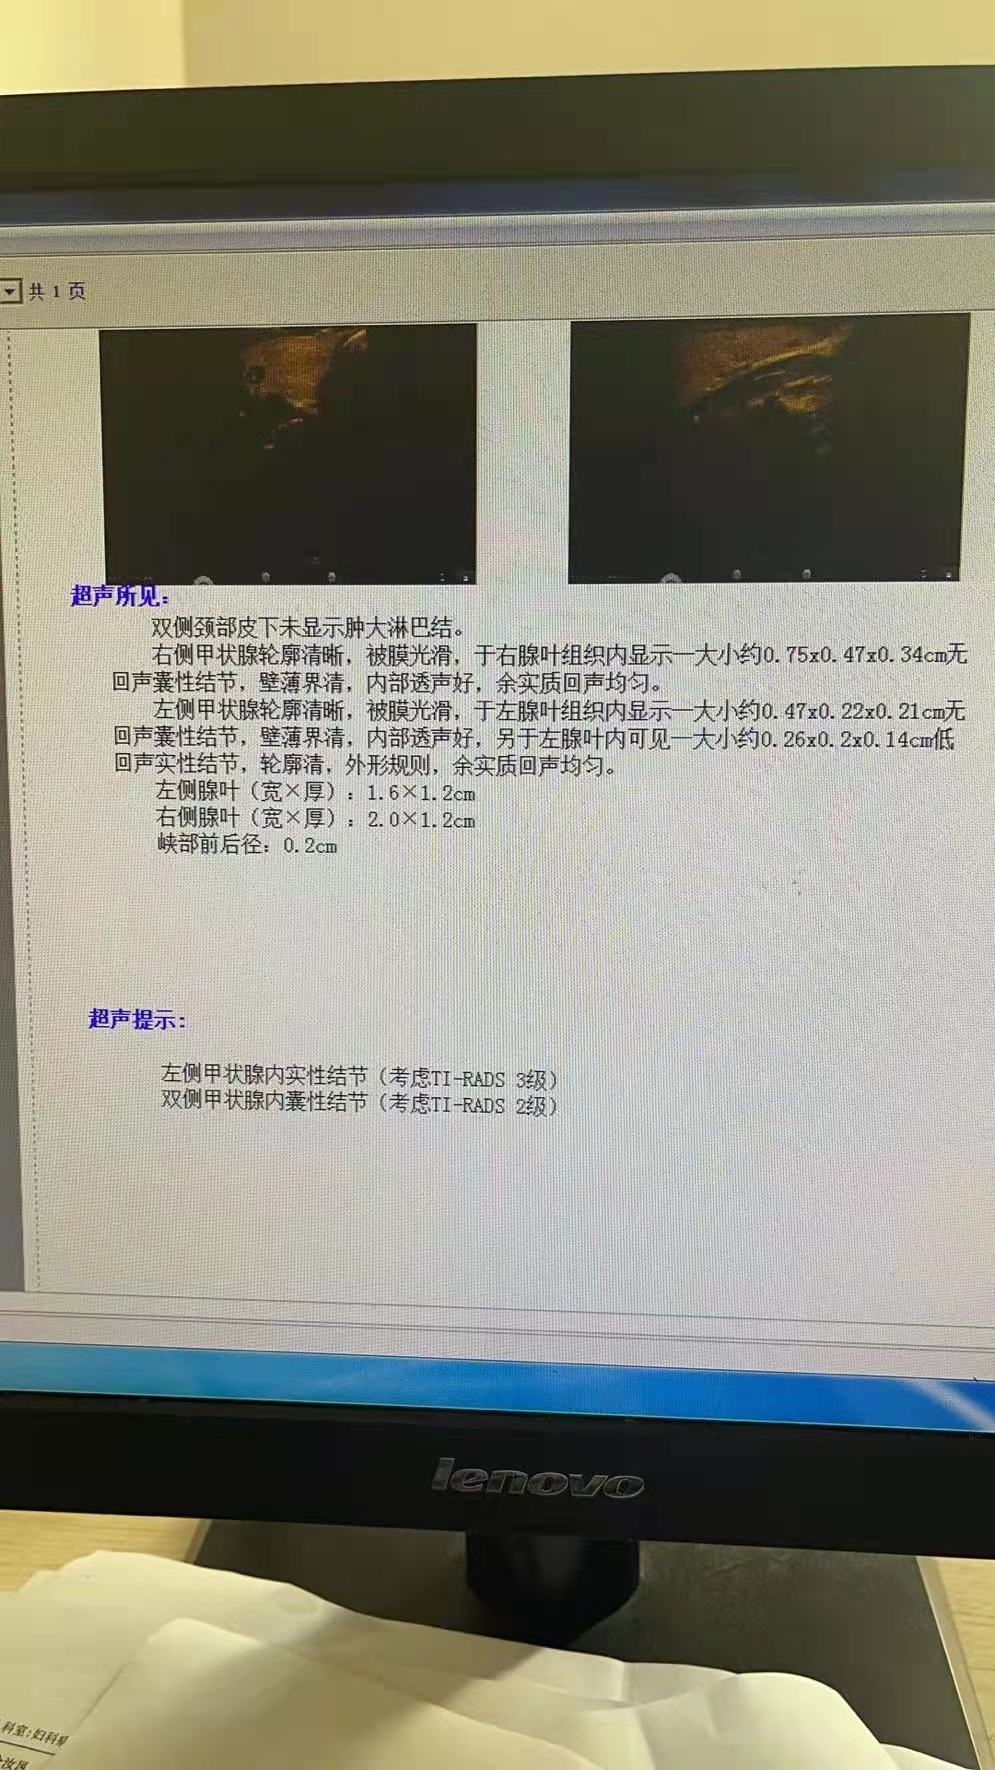 共 1 页
超声所见:
双侧颈部皮下未显示肿大淋巴结。
右侧甲状腺轮廓清晰，被膜光滑，于右腺叶组织内显示一大小约0.75x0.47x0.34cm无
回声囊性结节，壁薄界清，内部透声好，余实质回声均匀。
左侧甲状腺轮廓清晰，被膜光滑，于左腺叶组织内显示一大小约0.47x0.22x0.21cm无
回声囊性结节，壁薄界清，内部透声好，另于左腺叶内可见一大小约0.26x0.2x0.14cm低
回声实性结节，轮廓清，外形规则，余实质回声均匀。
左侧腺叶（宽×厚）：1.6×1.2cm
右侧腺叶（宽×厚）：2.0×1.2cm
峡部前后径：0.2cm
超声提示:
左侧甲状腺内实性结节（考虑TI-RADS 3级）
双侧甲状腺内囊性结节（考虑TI-RADS 2级）
lenovo
科室:妇科